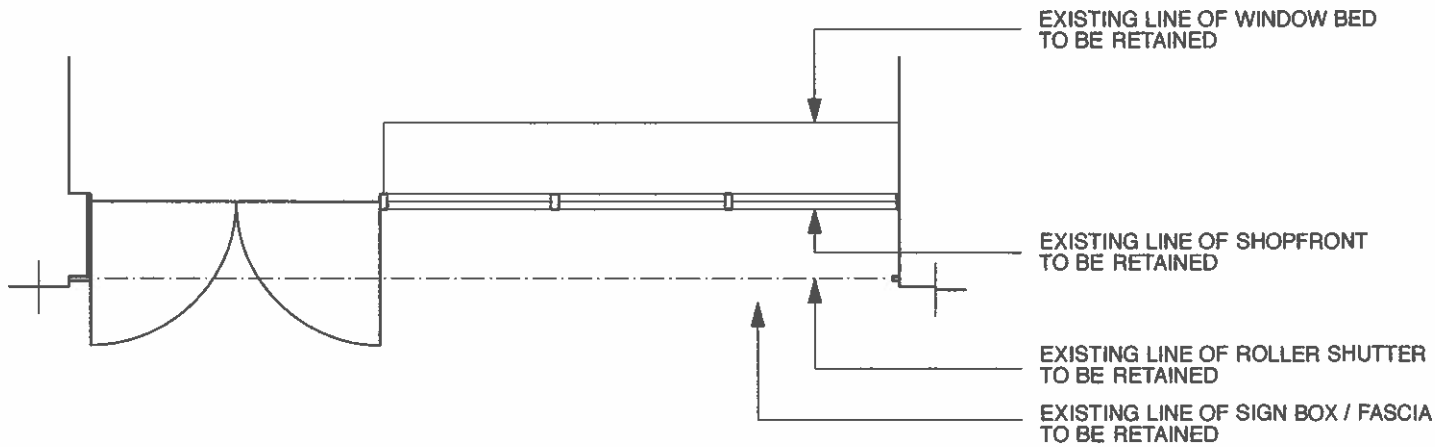 EXISTING LINE OF WINDOW BED
TO BE RETAINED
EXISTING LINE OF SHOPFRONT
TO BE RETAINED
EXISTING LINE OF ROLLER SHUTTER
TO BE RETAINED
EXISTING LINE OF SIGN BOX / FASCIA
TO BE RETAINED